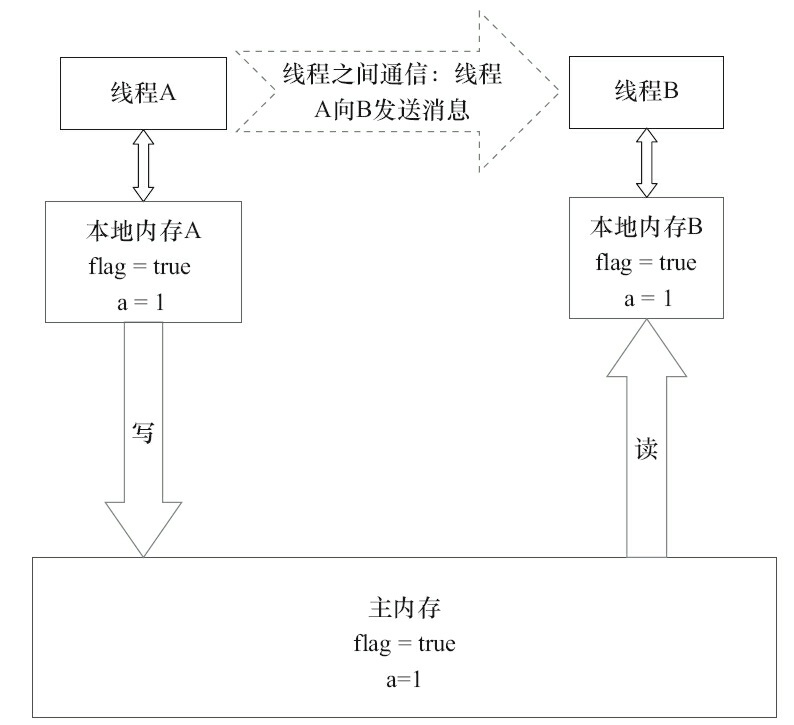 线程A
线程之间通信：线程
A向B发送消息
线程B
本地内存A
flag = true
a = 1
本地内存B
flag = true
a = 1
写
读
主内存
flag = true
a=1